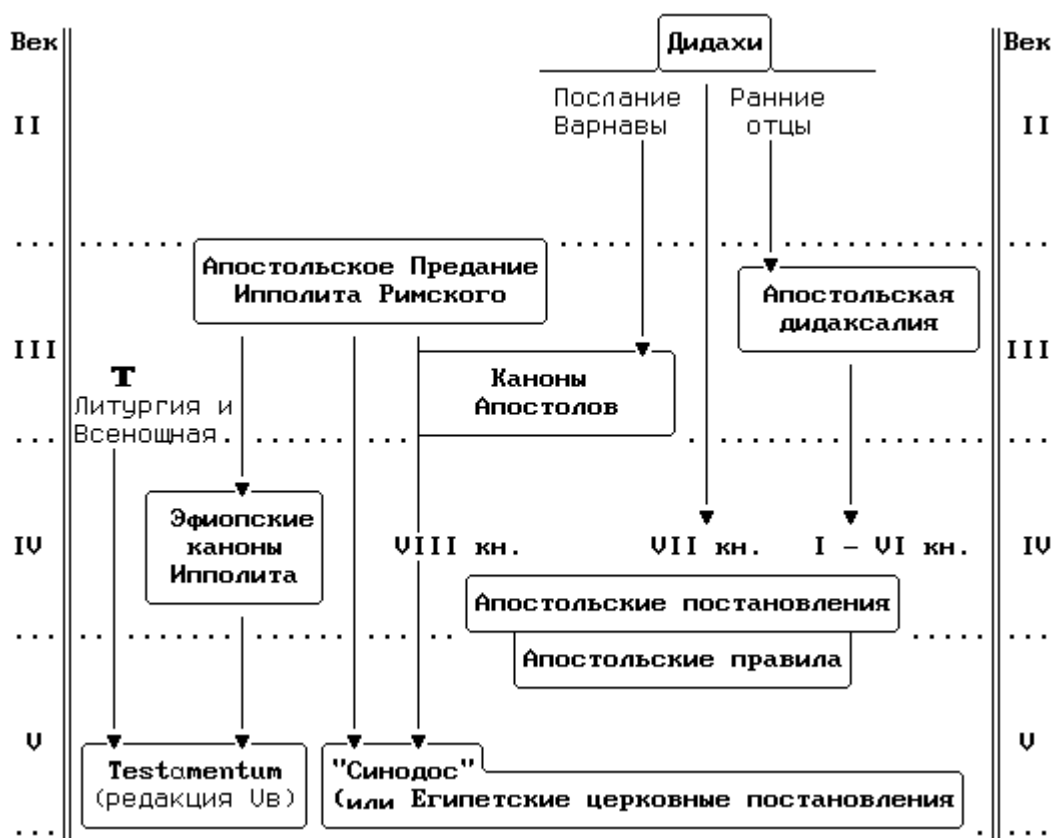 Век
Дидахи
Век
Послание
Варнавы
Ранние
отцы
II
II
Апостольское Предание
Ипполита Римского
Апостольская
дидаксалия
III
III
Каноны
Апостолов
T
Литургия и
Всенощная
Эфиопские
каноны
Ипполита
IV
VIII кн.
VII кн.
I - VI кн.
IV
Апостольские постановления
Апостольские правила
V
V
Testamentum
(редакция Vв)
"Синодос"
(или Египетские церковные постановления